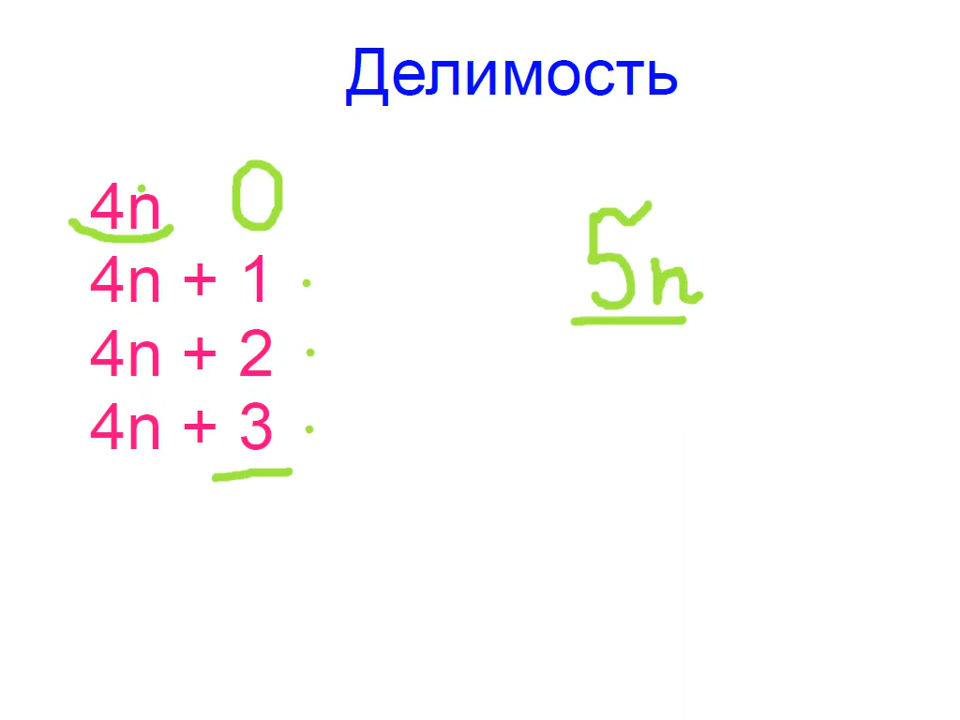 Делимость
4n 0
4n + 1
4n + 2
4n + 3
5n